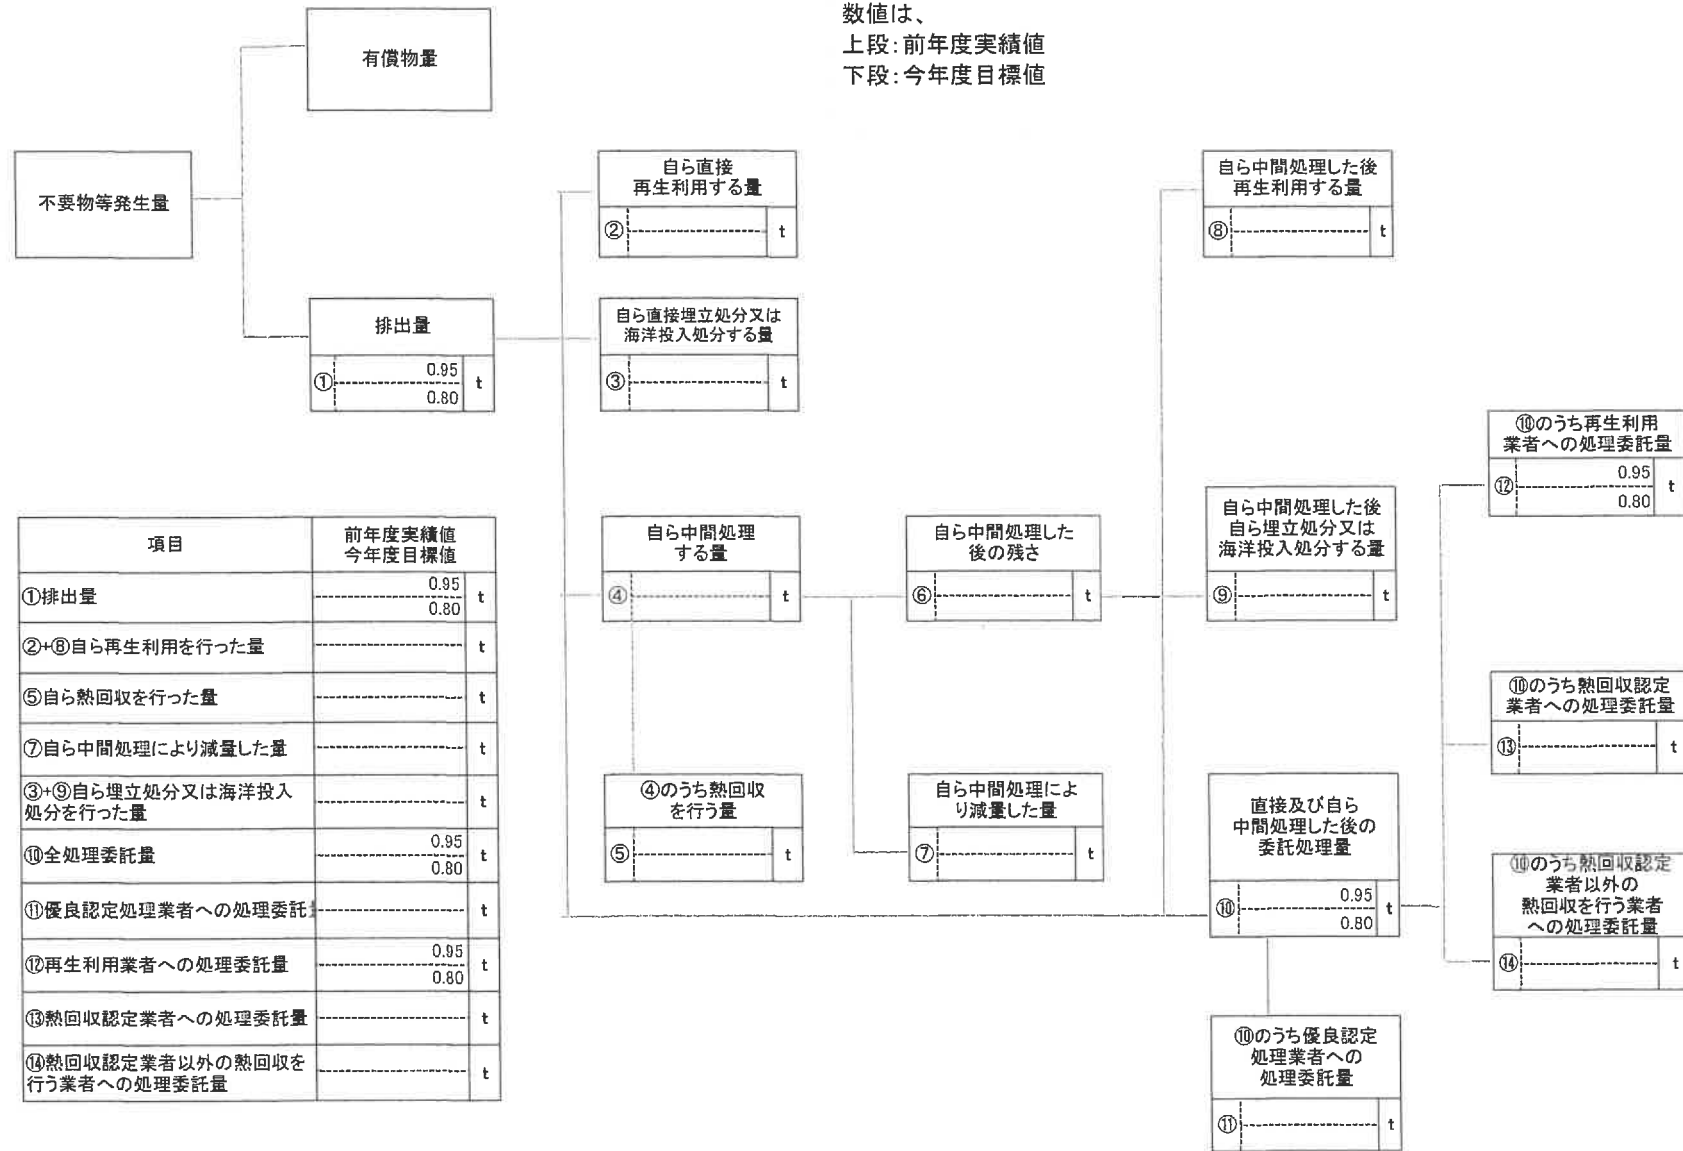 数値は、
上段:前年度実績値
下段:今年度目標値
有償物量
不要物等発生量
排出量
① 0.95 t
0.80
自ら直接
再生利用する量
② t
自ら直接埋立処分又は
海洋投入処分する量
③ t
自ら中間処理
する量
④ t
④のうち熱回収
を行う量
⑤ t
自ら中間処理した
後の残さ
⑥ t
自ら中間処理によ
り減量した量
⑦ t
自ら中間処理した後
再生利用する量
⑧ t
自ら中間処理した後
自ら埋立処分又は
海洋投入処分する量
⑨ t
直接及び自ら
中間処理した後の
委託処理量
⑩ 0.95 t
0.80
⑩のうち優良認定
処理業者への
処理委託量
⑪ t
⑩のうち再生利用
業者への処理委託量
⑫ 0.95 t
0.80
⑩のうち熱回収認定
業者への処理委託量
⑬ t
⑩のうち熱回収認定
業者以外の
熱回収を行う業者
への処理委託量
⑭ t
項目
前年度実績値
今年度目標値
①排出量 0.95 t
0.80
②+⑧自ら再生利用を行った量 t
⑤自ら熱回収を行った量 t
⑦自ら中間処理により減量した量 t
③+⑨自ら埋立処分又は海洋投入
処分を行った量 t
⑩全処理委託量 0.95 t
0.80
⑪優良認定処理業者への処理委託 t
⑫再生利用業者への処理委託量 0.95 t
0.80
⑬熱回収認定業者への処理委託量 t
⑭熱回収認定業者以外の熱回収を
行う業者への処理委託量 t